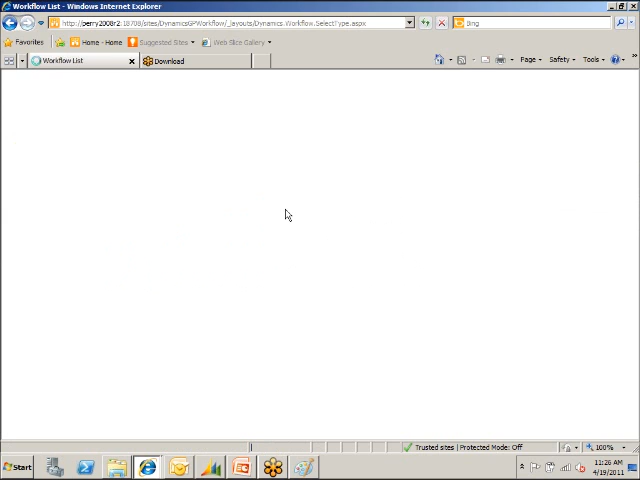 Workflow List - Windows Internet Explorer
http://perry2008r2:18708/sites/DynamicsGPWorkflow/_layouts/Dynamics.Workflow.SelectType.aspx
Bing
Favorites
Home - Home
Suggested Sites
Web Slice Gallery
Workflow List
Download
Page
Safety
Tools
Trusted sites | Protected Mode: Off
100%
Start
11:26 AM
4/19/2011